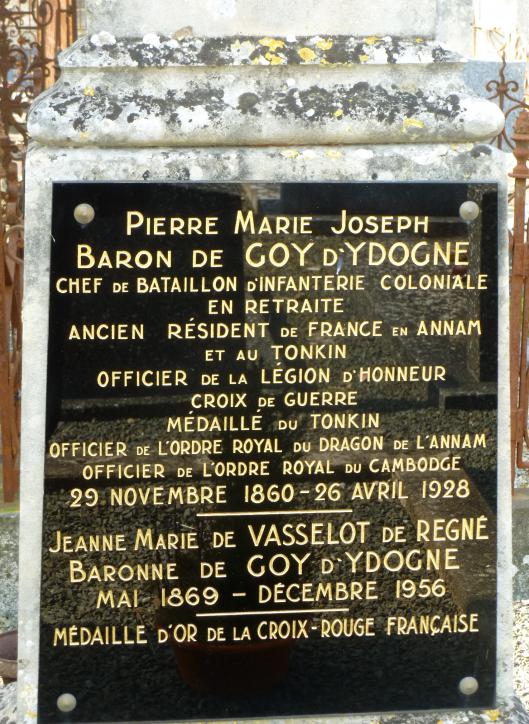 PIERRE MARIE JOSEPH
BARON DE GOY D'YDOGNE
CHEF DE BATAILLON D'INFANTERIE COLONIALE
EN RETRAITE
ANCIEN RÉSIDENT DE FRANCE EN ANNAM
ET AU TONKIN
OFFICIER DE LA LÉGION D'HONNEUR
CROIX DE GUERRE
MÉDAILLÉ DU TONKIN
OFFICIER DE L'ORDRE ROYAL DU DRAGON DE L'ANNAM
OFFICIER DE L'ORDRE ROYAL DU CAMBODGE
29 NOVEMBRE 1860 - 26 AVRIL 1928
JEANNE MARIE DE VASSELOT DE REGNÉ
BARONNE DE GOY D'YDOGNE
MAI 1869 - DÉCEMBRE 1956
MÉDAILLE D'OR DE LA CROIX-ROUGE FRANÇAISE